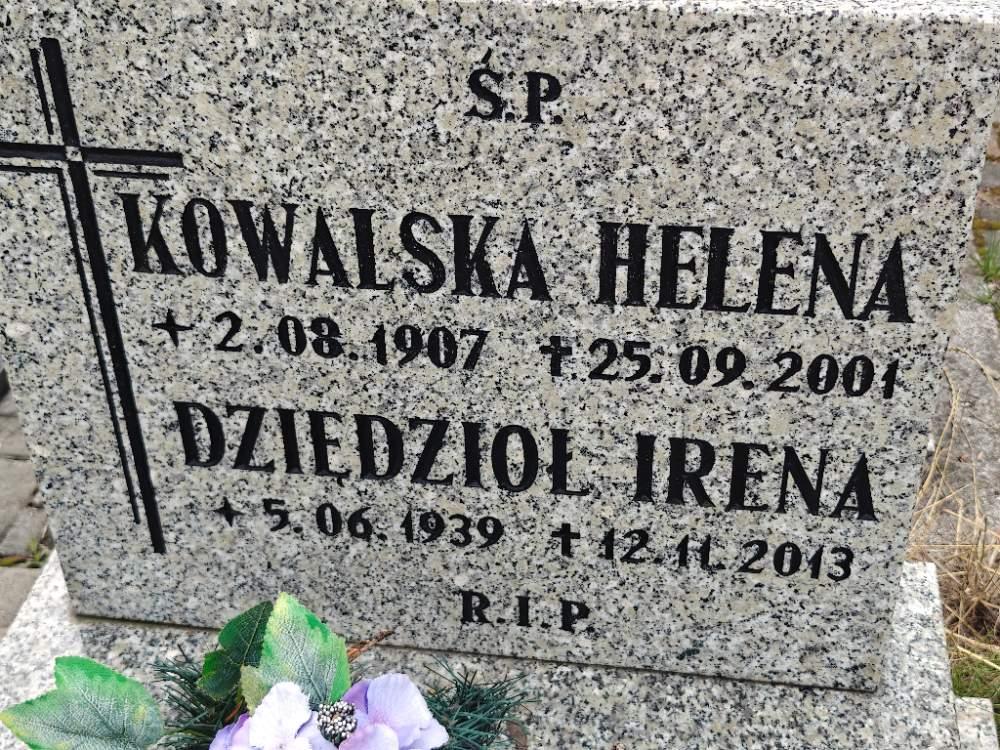 Ś.P.
KOWALSKA HELENA
2.08.1907 ✝25.09.2001
DZIĘDZIOŁ IRENA
5.06.1939 ✝12.11.2013
R.I.P.